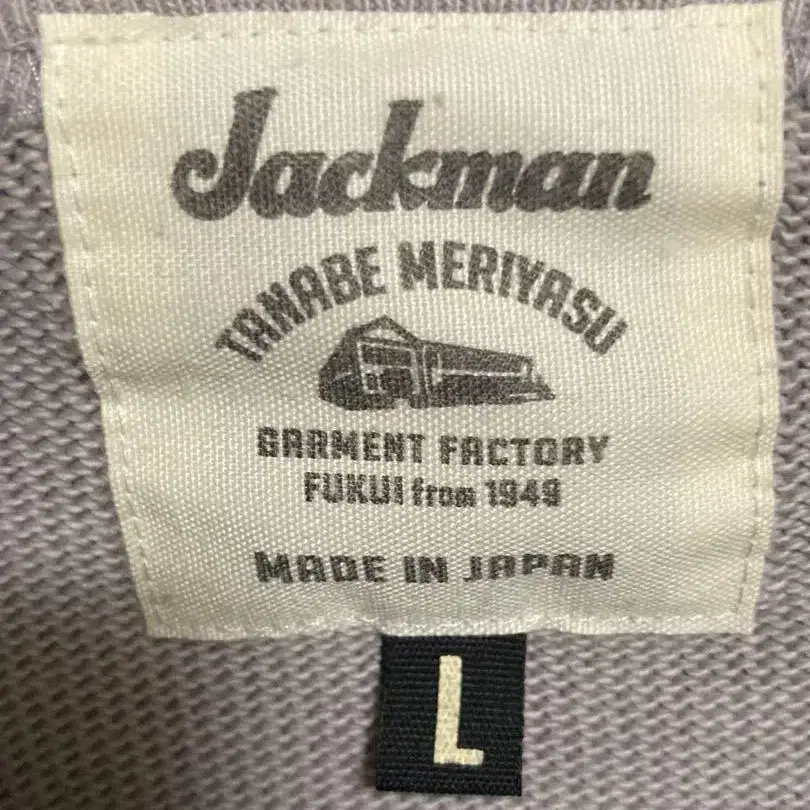 Jackman
TANABE MERIYASU
GARMENT FACTORY
FUKUI from 1949
MADE IN JAPAN
L